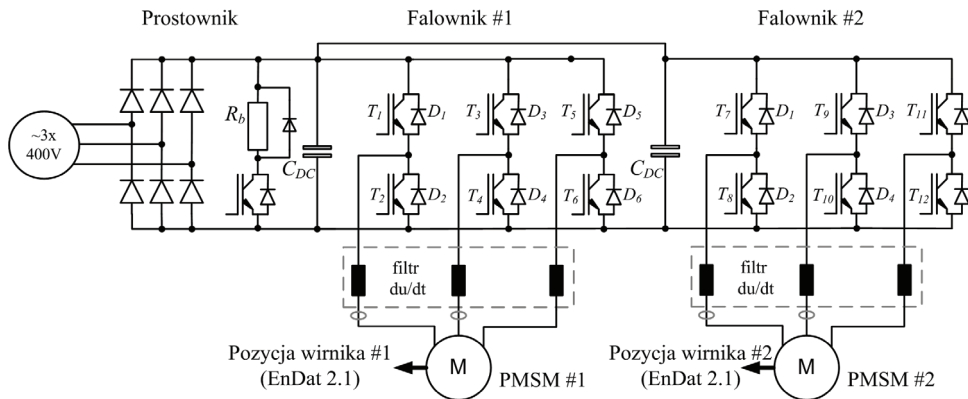 Prostownik
Falownik #1
Falownik #2
~3x
400V
R_b
C_DC
T_1
D_1
T_3
D_3
T_5
D_5
T_2
D_2
T_4
D_4
T_6
D_6
C_DC
T_7
D_1
T_9
D_3
T_11
T_8
D_2
T_10
D_4
T_12
filtr
du/dt
filtr
du/dt
Pozycja wirnika #1
(EnDat 2.1)
M
PMSM #1
Pozycja wirnika #2
(EnDat 2.1)
M
PMSM #2